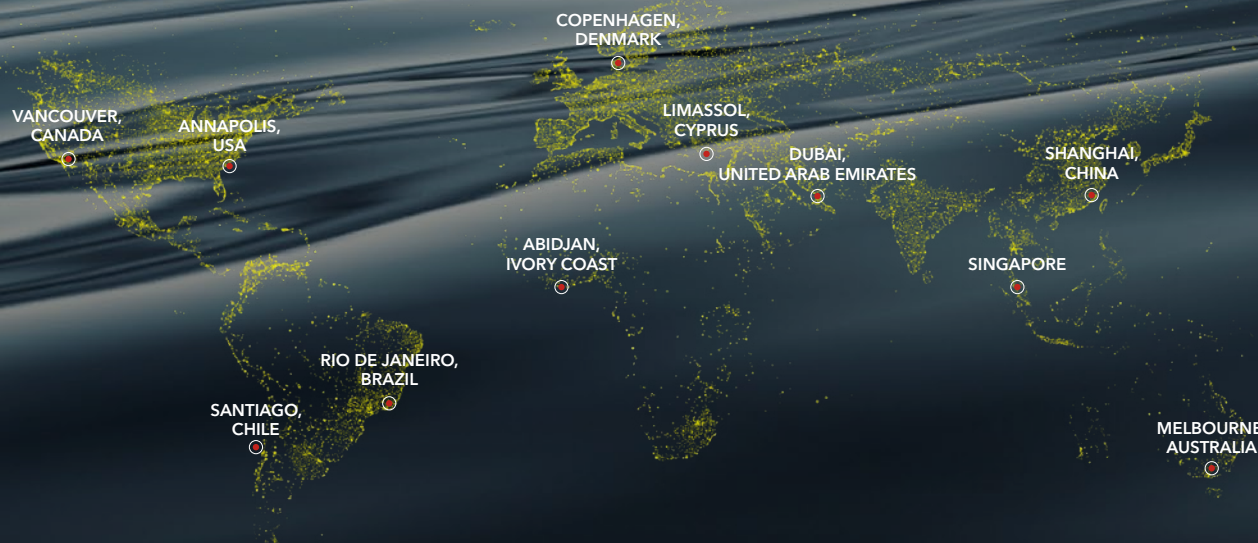 COPENHAGEN,
DENMARK
VANCOUVER,
CANADA
ANNAPOLIS,
USA
LIMASSOL,
CYPRUS
DUBAI,
UNITED ARAB EMIRATES
SHANGHAI,
CHINA
ABIDJAN,
IVORY COAST
SINGAPORE
RIO DE JANEIRO,
BRAZIL
SANTIAGO,
CHILE
MELBOURNE
AUSTRALIA